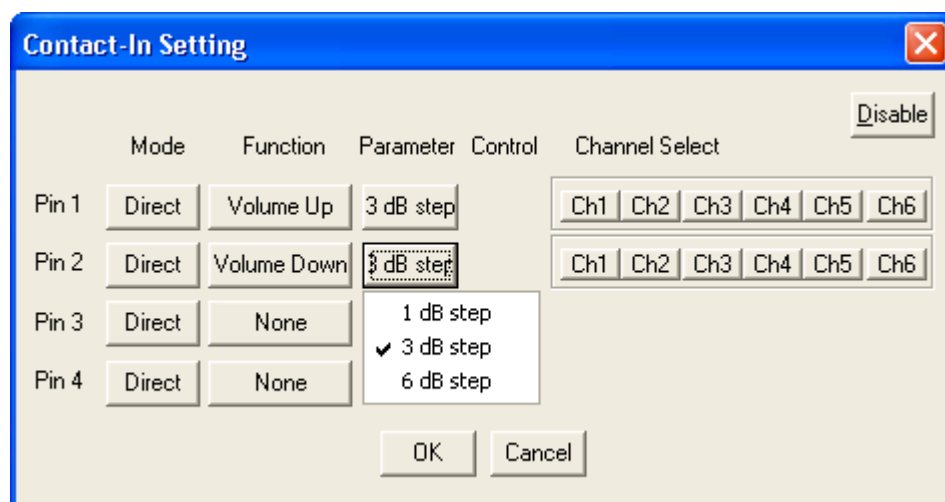 Contact-In Setting
Disable
Mode Function Parameter Control Channel Select
Pin 1 Direct Volume Up 3 dB step Ch1 Ch2 Ch3 Ch4 Ch5 Ch6
Pin 2 Direct Volume Down 3 dB step Ch1 Ch2 Ch3 Ch4 Ch5 Ch6
1 dB step
Pin 3 Direct None
3 dB step
Pin 4 Direct None
6 dB step
OK Cancel